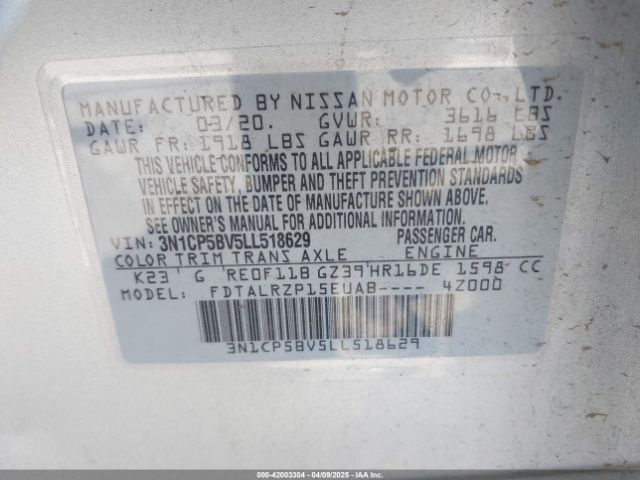 MANUFACTURED BY NISSAN MOTOR CO., LTD.
DATE: 03/20. GVWR: 3616 LBS
GAWR FR: 1918 LBS GAWR RR: 1698 LBS
THIS VEHICLE CONFORMS TO ALL APPLICABLE FEDERAL MOTOR
VEHICLE SAFETY, BUMPER AND THEFT PREVENTION STANDARDS
IN EFFECT ON THE DATE OF MANUFACTURE SHOWN ABOVE.
SEE OWNER'S MANUAL FOR ADDITIONAL INFORMATION.
VIN: 3N1CP5BV5LL518629 PASSENGER CAR.
COLOR TRIM TRANS AXLE ENGINE
K23 G RE0F11B GZ39 HR16DE 1598 CC
MODEL: FDTALRZP15EUAB---- 4Z000
3N1CP5BV5LL518629
000-42003304 | 04/09/2025 | IAA Inc.